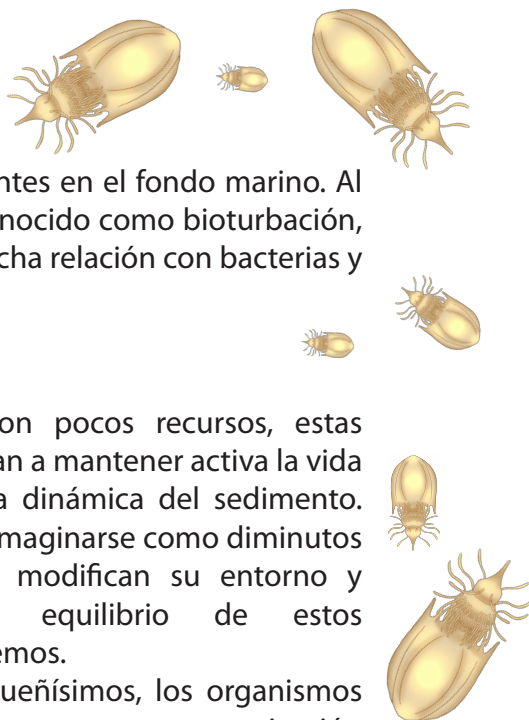 ntes en el fondo marino. Al
nocido como bioturbación,
cha relación con bacterias y
on pocos recursos, estas
an a mantener activa la vida
a dinámica del sedimento.
maginarse como diminutos
modifican su entorno y
equilibrio de estos
emos.
ueñísimos, los organismos